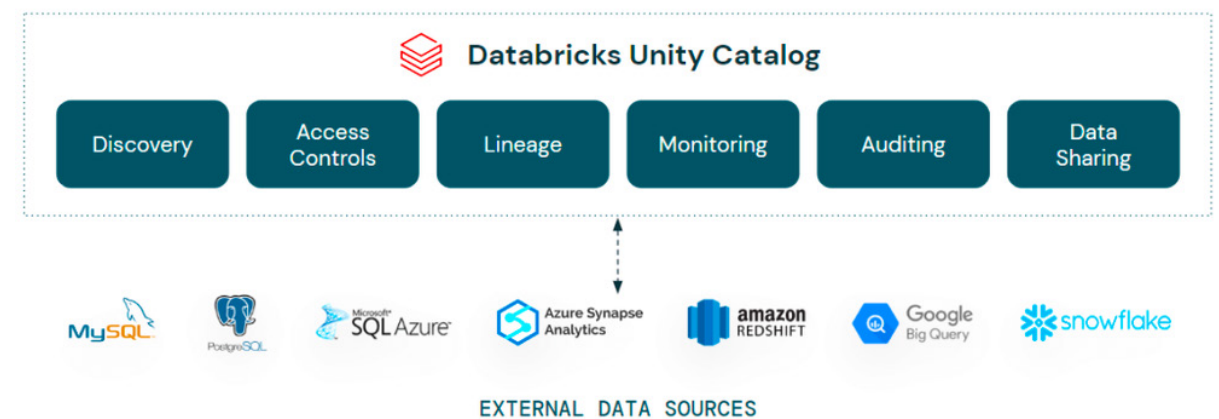 Databricks Unity Catalog
Discovery
Access
Controls
Lineage
Monitoring
Auditing
Data
Sharing
MySQL
PostgreSQL
Microsoft
SQL Azure
Azure Synapse
Analytics
amazon
REDSHIFT
Google
Big Query
snowflake
EXTERNAL DATA SOURCES